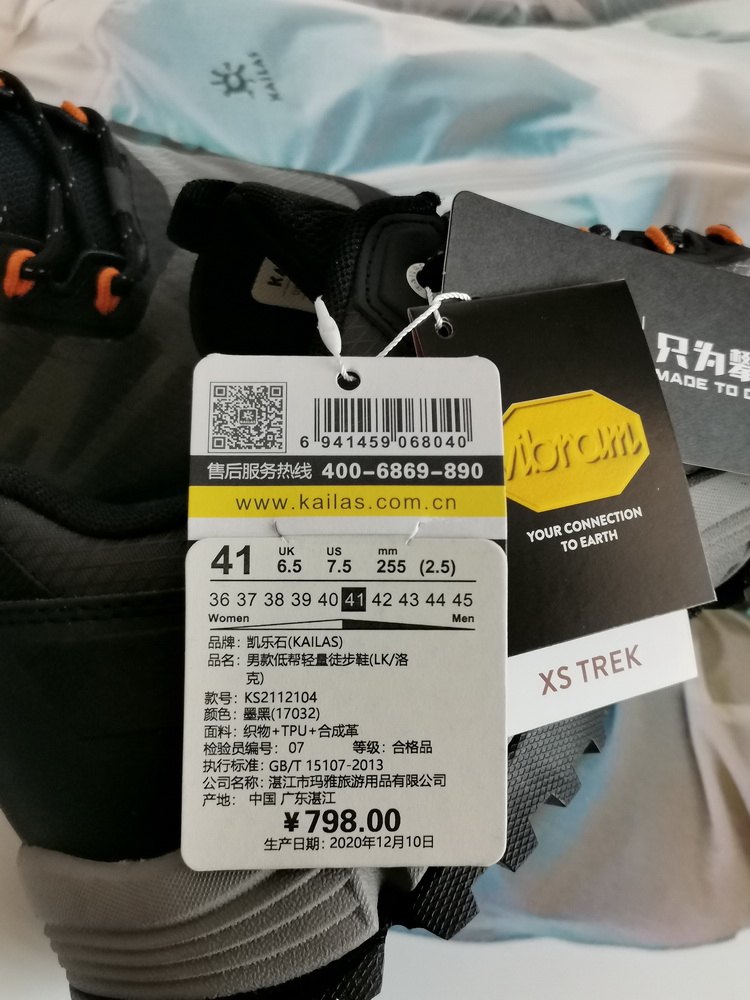 KAILAS
6 941459 068040
售后服务热线 400-6869-890
www.kailas.com.cn
41 UK 6.5 US 7.5 mm 255 (2.5)
36 37 38 39 40 41 42 43 44 45
Women Men
品牌: 凯乐石(KAILAS)
品名: 男款低帮轻量徒步鞋(LK/洛
克)
款号: KS2112104
颜色: 墨黑(17032)
面料: 织物+TPU+合成革
检验员编号: 07 等级: 合格品
执行标准: GB/T 15107-2013
公司名称: 湛江市玛雅旅游用品有限公司
产地: 中国 广东湛江
¥798.00
生产日期: 2020年12月10日
vibram
YOUR CONNECTION
TO EARTH
XS TREK
只为攀
MADE TO